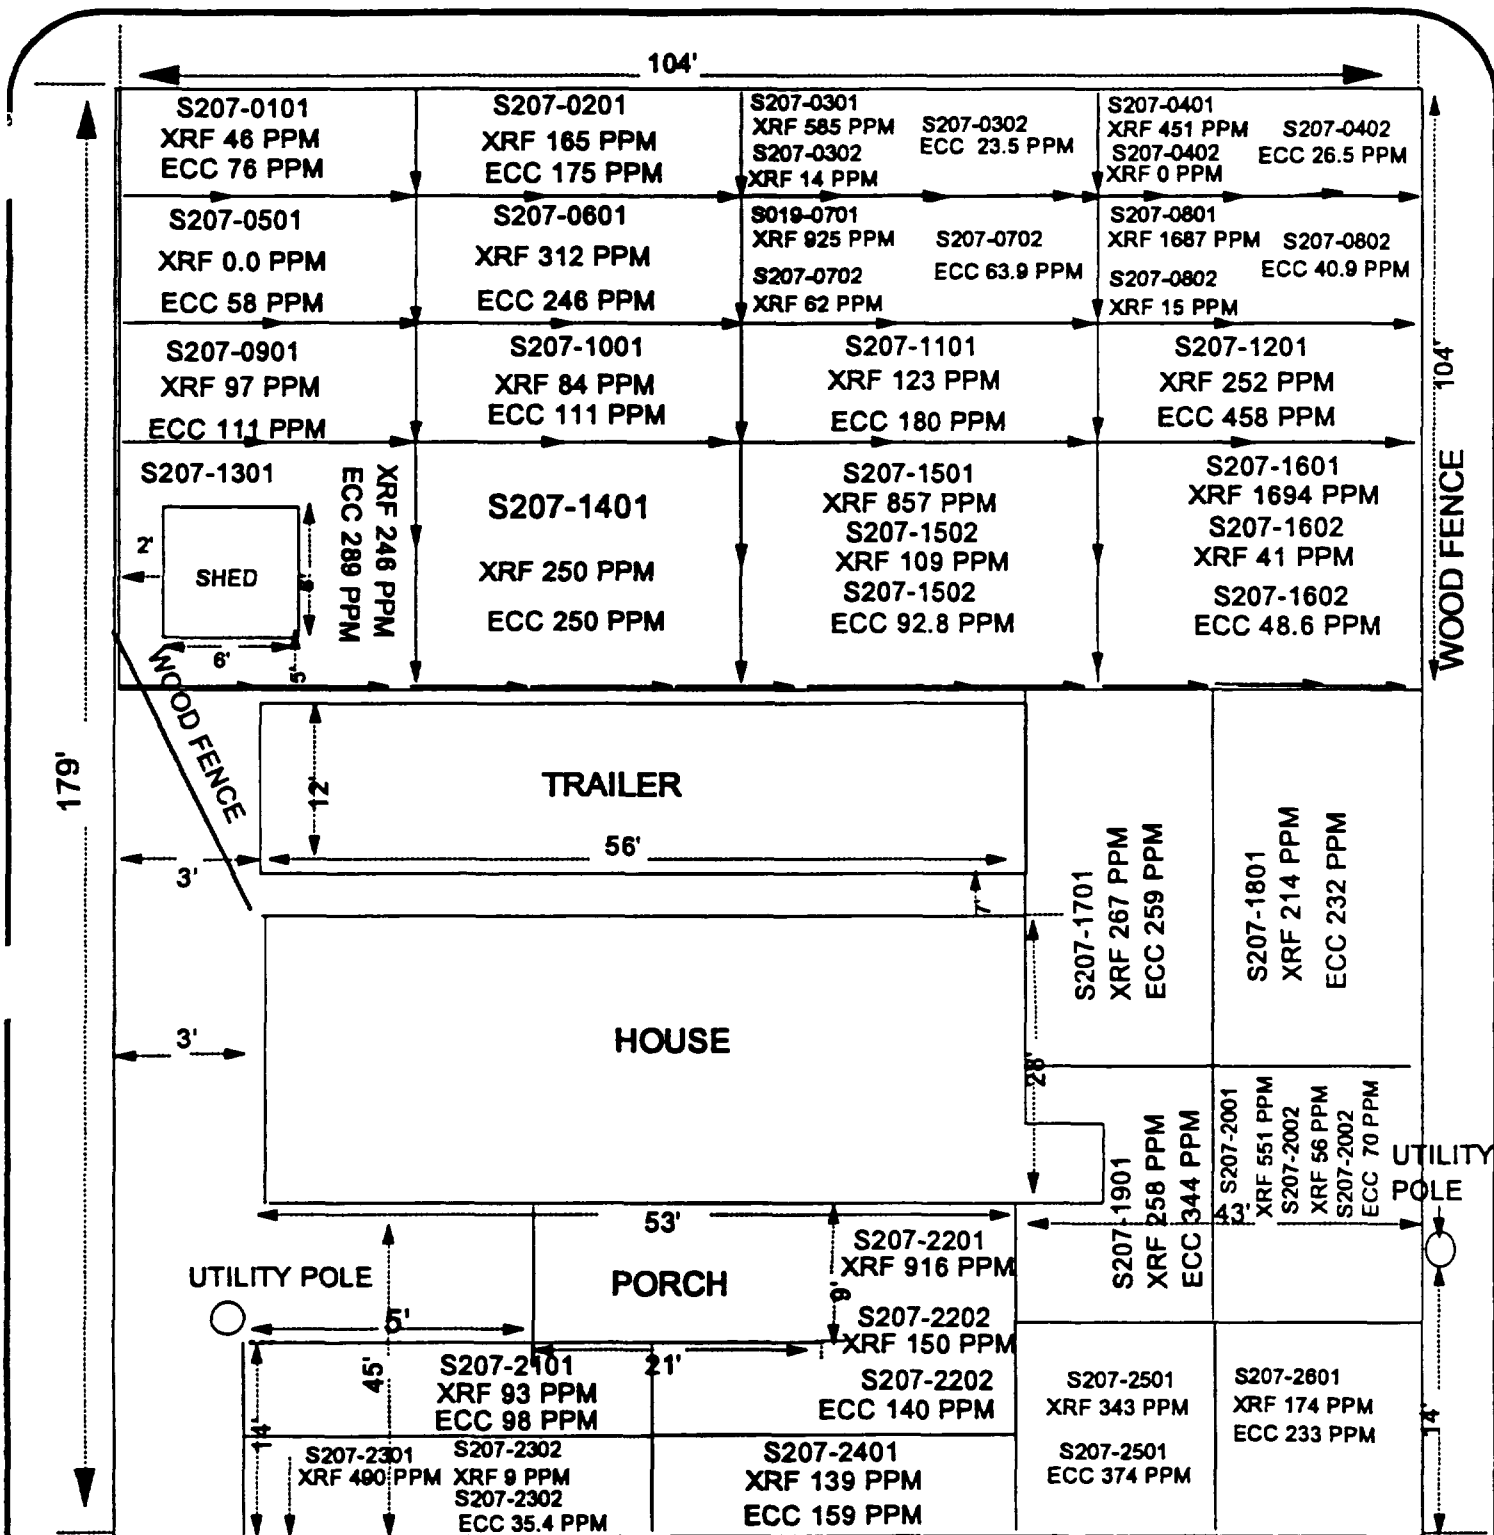 104'
S207-0101
XRF 46 PPM
ECC 76 PPM
S207-0201
XRF 165 PPM
ECC 175 PPM
S207-0301
XRF 585 PPM
S207-0302
XRF 14 PPM
S207-0302
ECC 23.5 PPM
S207-0401
XRF 451 PPM
S207-0402
XRF 0 PPM
S207-0402
ECC 26.5 PPM
S207-0501
XRF 0.0 PPM
ECC 58 PPM
S207-0601
XRF 312 PPM
ECC 246 PPM
S019-0701
XRF 925 PPM
S207-0702
XRF 62 PPM
S207-0702
ECC 63.9 PPM
S207-0801
XRF 1687 PPM
S207-0802
XRF 15 PPM
S207-0802
ECC 40.9 PPM
S207-0901
XRF 97 PPM
ECC 111 PPM
S207-1001
XRF 84 PPM
ECC 111 PPM
S207-1101
XRF 123 PPM
ECC 180 PPM
S207-1201
XRF 252 PPM
ECC 458 PPM
104'
WOOD FENCE
S207-1301
XRF 246 PPM
ECC 289 PPM
2'
SHED
6'
5'
S207-1401
XRF 250 PPM
ECC 250 PPM
S207-1501
XRF 857 PPM
S207-1502
XRF 109 PPM
S207-1502
ECC 92.8 PPM
S207-1601
XRF 1694 PPM
S207-1602
XRF 41 PPM
S207-1602
ECC 48.6 PPM
WOOD FENCE
179'
TRAILER
12'
56'
3'
7'
S207-1701
XRF 267 PPM
ECC 259 PPM
S207-1801
XRF 214 PPM
ECC 232 PPM
HOUSE
3'
28'
53'
S207-1901
XRF 258 PPM
ECC 344 PPM
S207-2001
XRF 551 PPM
S207-2002
XRF 56 PPM
S207-2002
ECC 70 PPM
43'
UTILITY
POLE
UTILITY POLE
PORCH
5'
45'
21'
S207-2201
XRF 916 PPM
S207-2202
XRF 150 PPM
S207-2202
ECC 140 PPM
S207-2101
XRF 93 PPM
ECC 98 PPM
14'
S207-2301
XRF 490 PPM
S207-2302
XRF 9 PPM
S207-2302
ECC 35.4 PPM
S207-2401
XRF 139 PPM
ECC 159 PPM
S207-2501
XRF 343 PPM
S207-2501
ECC 374 PPM
S207-2601
XRF 174 PPM
ECC 233 PPM
14'